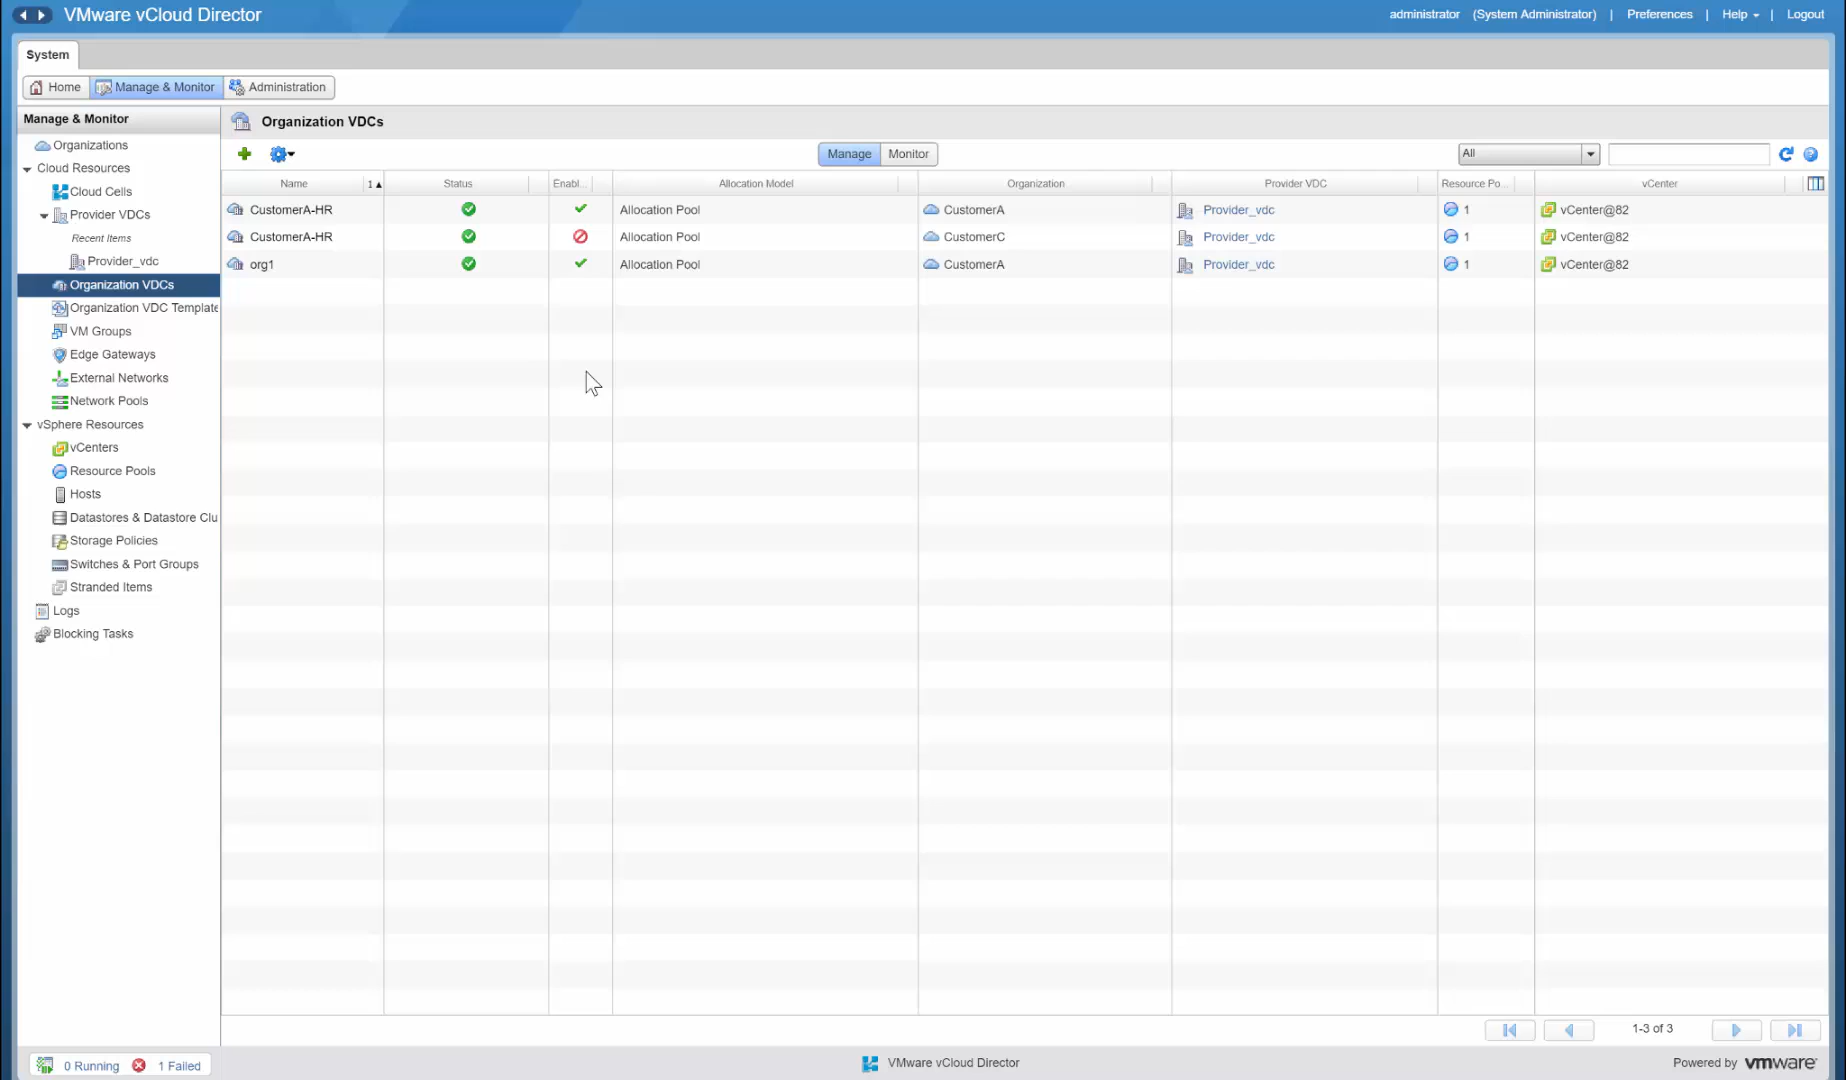 VMware vCloud Director
administrator (System Administrator) | Preferences | Help | Logout
System
Home Manage & Monitor Administration
Manage & Monitor
Organizations
Cloud Resources
Cloud Cells
Provider VDCs
Recent Items
Provider_vdc
Organization VDCs
Organization VDC Template
VM Groups
Edge Gateways
External Networks
Network Pools
vSphere Resources
vCenters
Resource Pools
Hosts
Datastores & Datastore Clu
Storage Policies
Switches & Port Groups
Stranded Items
Logs
Blocking Tasks
Organization VDCs
Manage Monitor All
Name 1 Status Enabl... Allocation Model Organization Provider VDC Resource Po... vCenter
CustomerA-HR Allocation Pool CustomerA Provider_vdc 1 vCenter@82
CustomerA-HR Allocation Pool CustomerC Provider_vdc 1 vCenter@82
org1 Allocation Pool CustomerA Provider_vdc 1 vCenter@82
1-3 of 3
0 Running 1 Failed VMware vCloud Director Powered by vmware